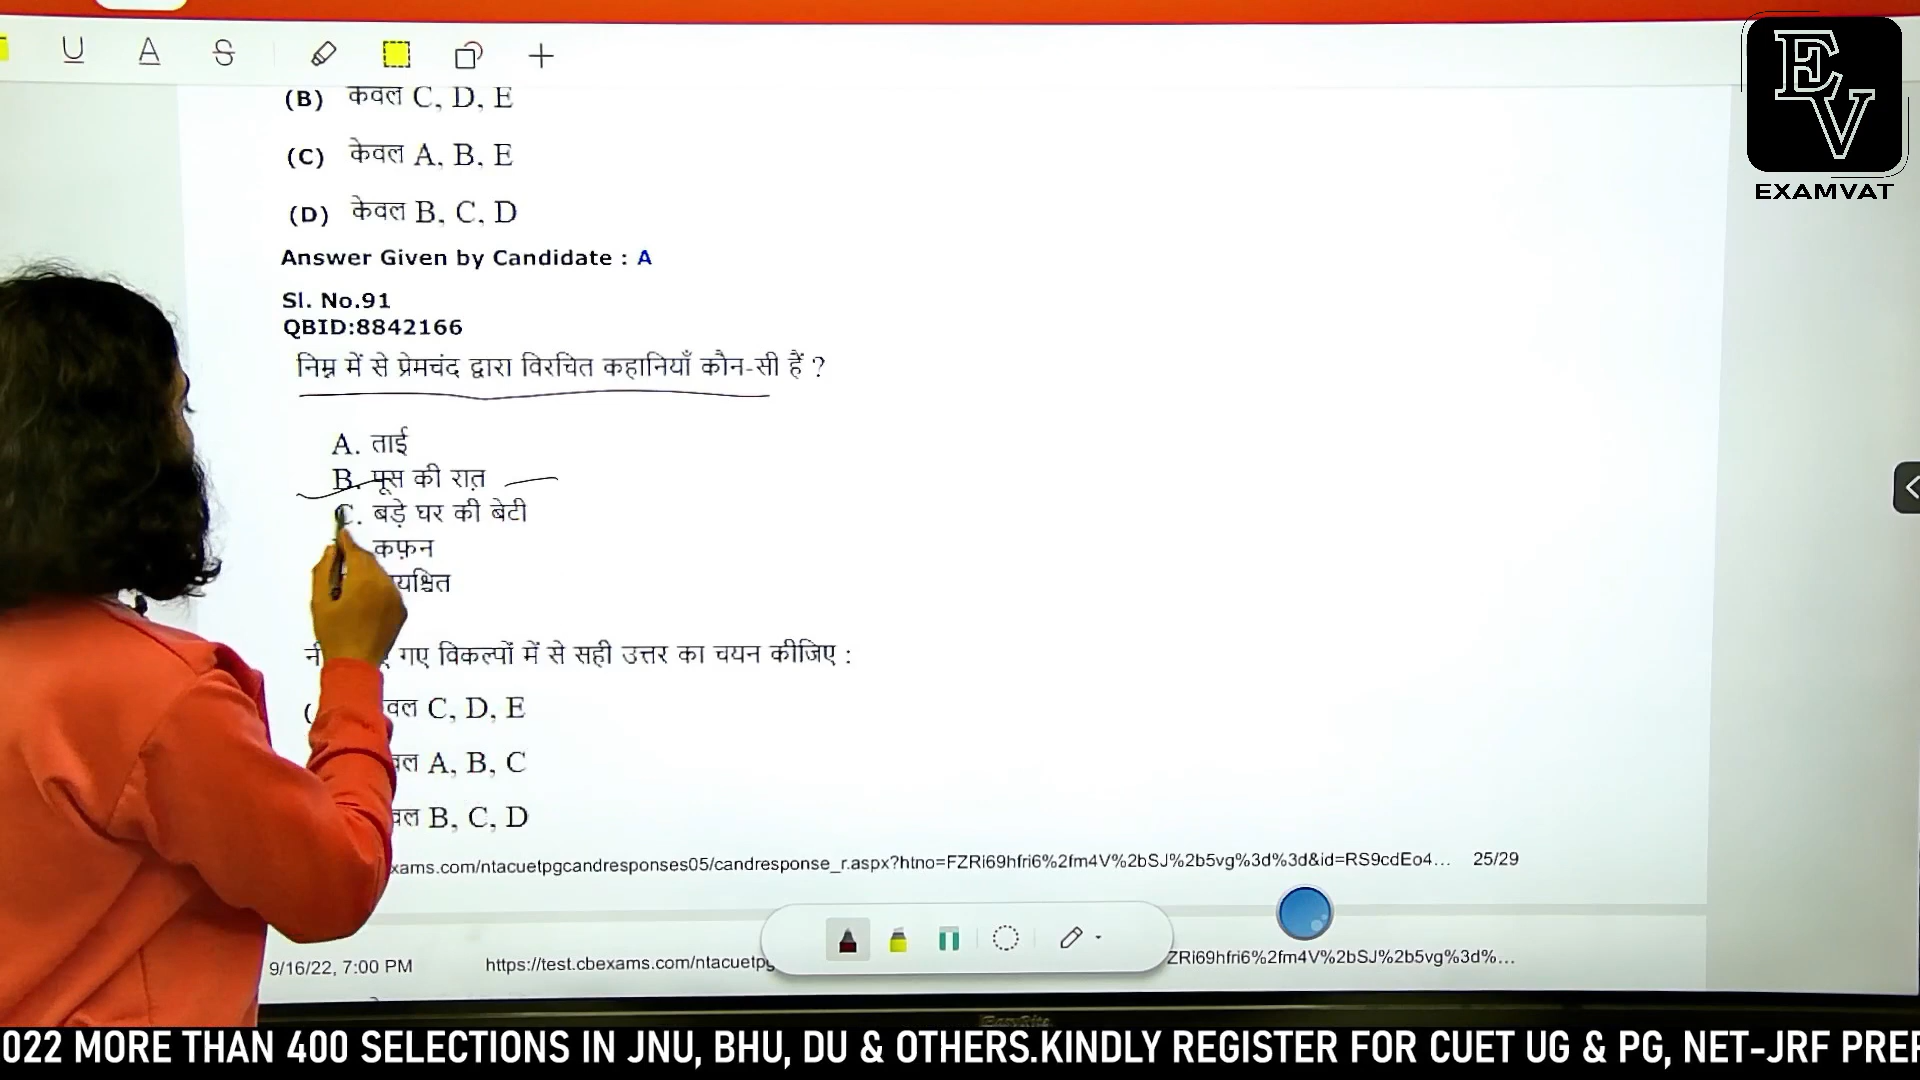 U A S
(B) केवल C, D, E
(C) केवल A, B, E
(D) केवल B, C, D
Answer Given by Candidate : A
Sl. No.91
QBID:8842166
निम्न में से प्रेमचंद द्वारा विरचित कहानियाँ कौन-सी हैं ?
A. ताई
B. पूस की रात
C. बड़े घर की बेटी
कफ़न
यश्चित
गए विकल्पों में से सही उत्तर का चयन कीजिए :
वल C, D, E
वल A, B, C
वल B, C, D
xams.com/ntacuetpgcandresponses05/candresponse_r.aspx?htno=FZRi69hfri6%2fm4V%2bSJ%2b5vg%3d%3d&id=RS9cdEo4... 25/29
9/16/22, 7:00 PM https://test.cbexams.com/ntacuetpg ZRi69hfri6%2fm4V%2bSJ%2b5vg%3d%...
EV
EXAMVAT
022 MORE THAN 400 SELECTIONS IN JNU, BHU, DU & OTHERS.KINDLY REGISTER FOR CUET UG & PG, NET-JRF PREP